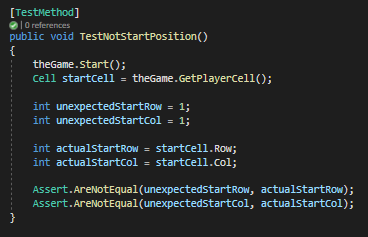 [TestMethod]
| 0 references
public void TestNotStartPosition()
{
theGame.Start();
Cell startCell = theGame.GetPlayerCell();
int unexpectedStartRow = 1;
int unexpectedStartCol = 1;
int actualStartRow = startCell.Row;
int actualStartCol = startCell.Col;
Assert.AreNotEqual(unexpectedStartRow, actualStartRow);
Assert.AreNotEqual(unexpectedStartCol, actualStartCol);
}